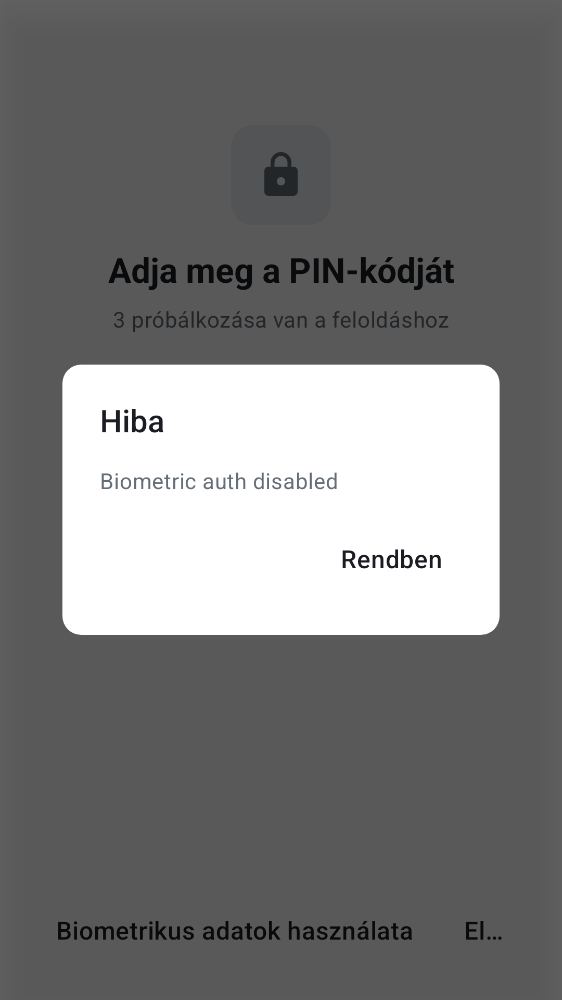 Adja meg a PIN-kódját
3 próbálkozása van a feloldáshoz
Hiba
Biometric auth disabled
Rendben
Biometrikus adatok használata
El…